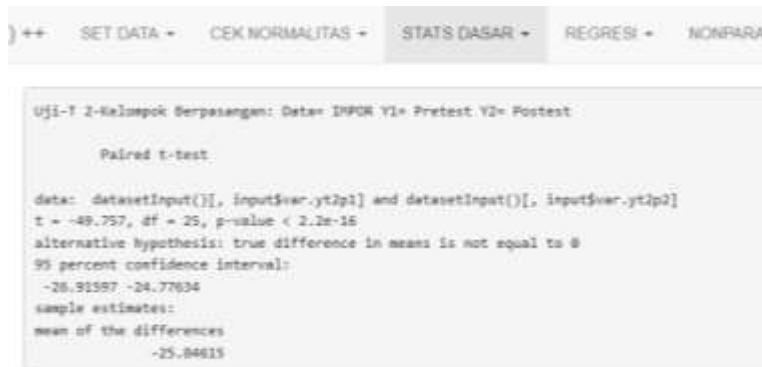 ) ++ SET DATA CEK NORMALITAS STATS DASAR REGRESI NONPARA
Uji-T 2-Kelompok Berpasangan: Data= IMPOR Y1= Pretest Y2= Postest
Paired t-test
data: datasetInput()[, input$var.yt2p1] and datasetInput()[, input$var.yt2p2]
t = -49.757, df = 25, p-value < 2.2e-16
alternative hypothesis: true difference in means is not equal to 0
95 percent confidence interval:
-26.91597 -24.77634
sample estimates:
mean of the differences
-25.84615